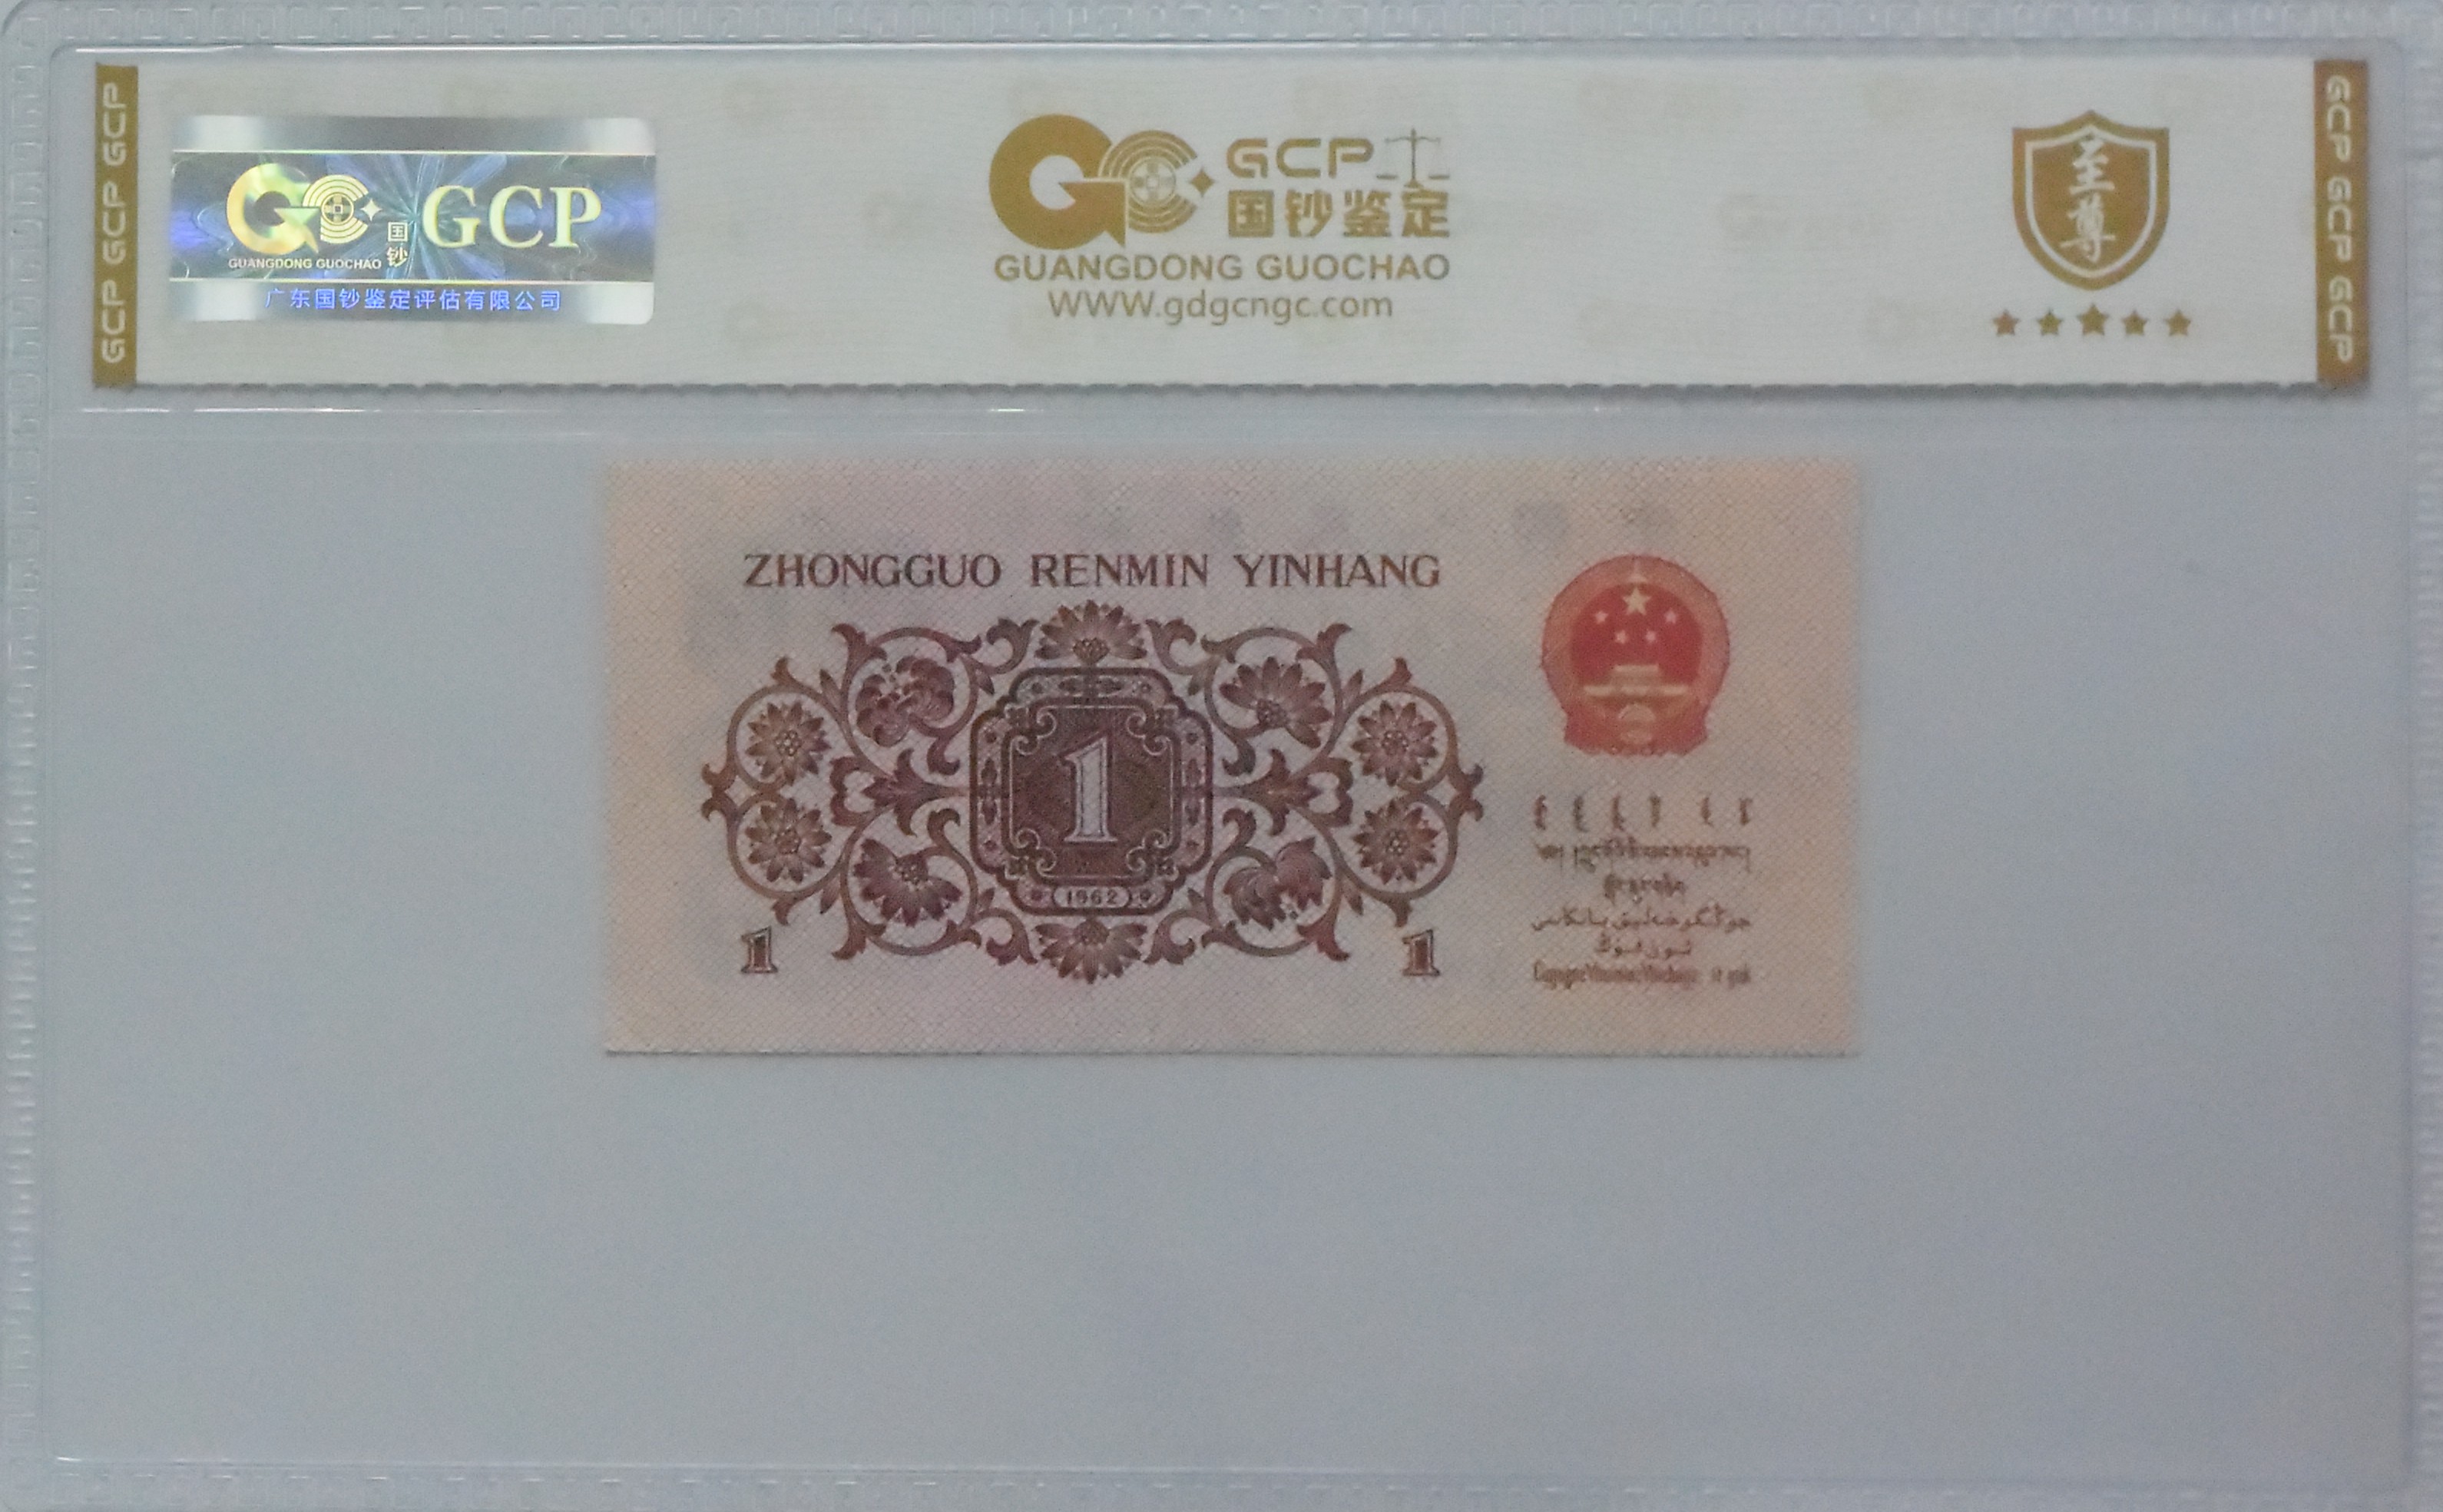 GCP GCP GCP
国
钞
GCP
GUANGDONG GUOCHAO
广东国钞鉴定评估有限公司
GCP
国钞鉴定
GUANGDONG GUOCHAO
WWW.gdgcngc.com
至
尊
GCP GCP GCP
ZHONGGUO RENMIN YINHANG
1
1962
1 1